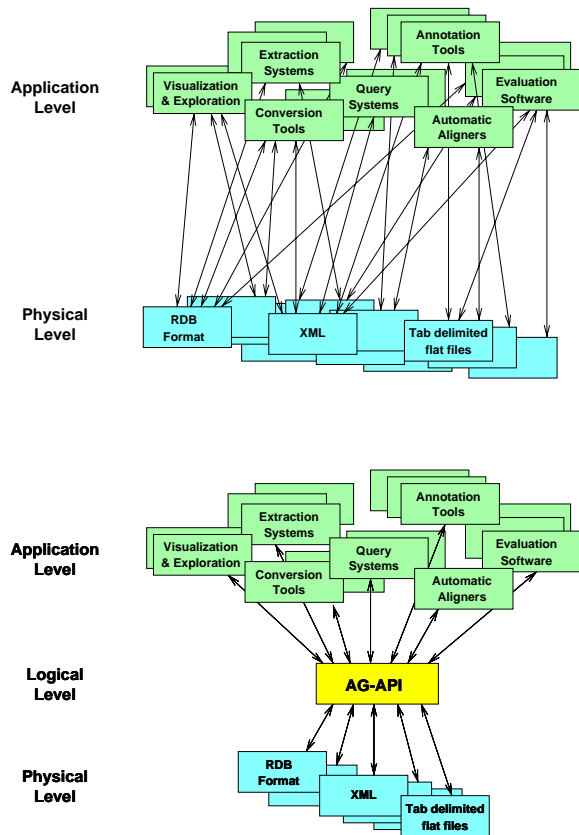 Annotation
Tools
Extraction
Systems
Application
Level
Visualization
& Exploration
Query
Systems
Evaluation
Software
Conversion
Tools
Automatic
Aligners
Physical
Level
RDB
Format
XML
Tab delimited
flat files
Annotation
Tools
Extraction
Systems
Application
Level
Visualization
& Exploration
Query
Systems
Evaluation
Software
Conversion
Tools
Automatic
Aligners
Logical
Level
AG-API
Physical
Level
RDB
Format
XML
Tab delimited
flat files